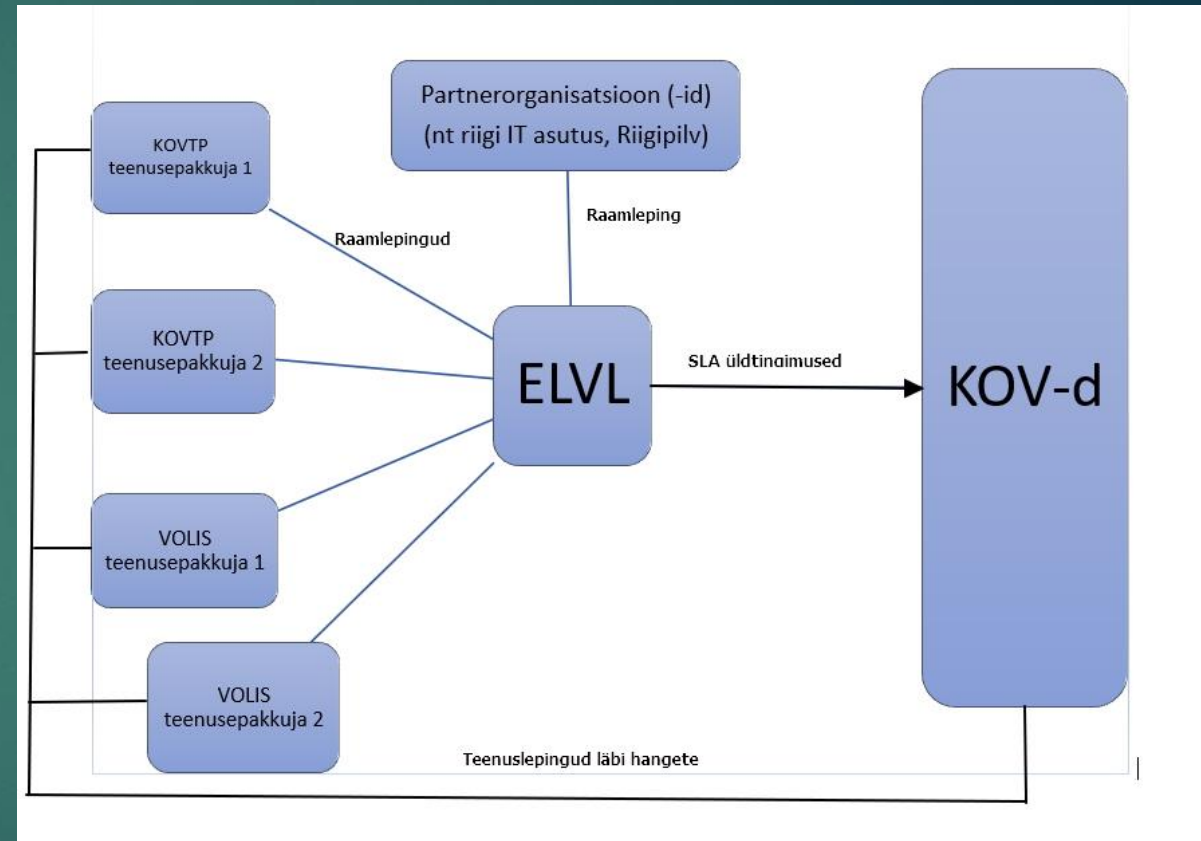 Partnerorganisatsioon (-id)
(nt riigi IT asutus, Riigipilv)
KOVTP
teenusepakkuja 1
Raamleping
Raamlepingud
KOVTP
teenusepakkuja 2
ELVL
SLA üldtingimused
KOV-d
VOLIS
teenusepakkuja 1
VOLIS
teenusepakkuja 2
Teenuslepingud läbi hangete